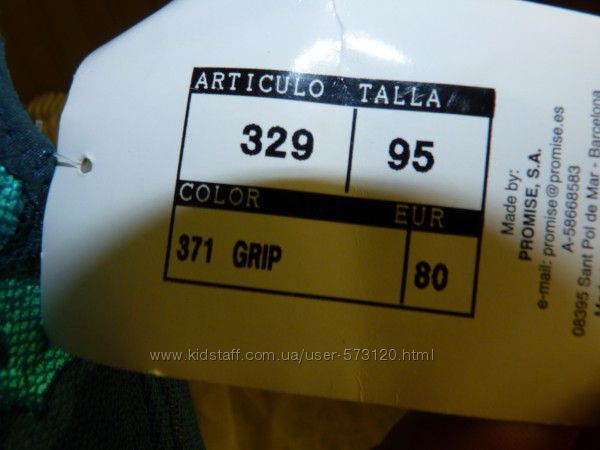 ARTICULO TALLA
329 95
COLOR EUR
371 GRIP 80
Made by:
PROMISE, S.A.
e-mail: promise@promise.es
A-58668583
08395 Sant Pol de Mar - Barcelona
www.kidstaff.com.ua/user-573120.html